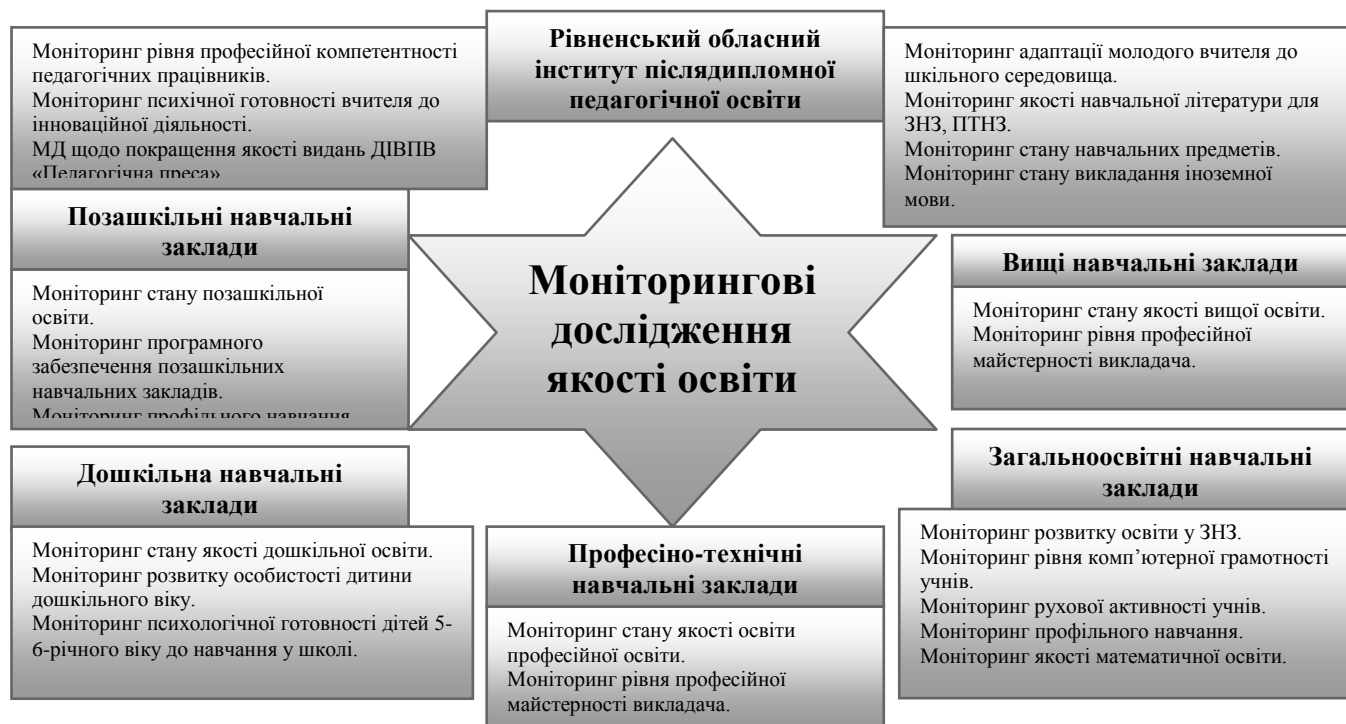 Моніторинг рівня професійної компетентності
педагогічних працівників.
Моніторинг психічної готовності вчителя до
інноваційної діяльності.
МД щодо покращення якості видань ДІВПВ
«Педагогічна преса»
Рівненський обласний
інститут післядипломної
педагогічної освіти
Моніторинг адаптації молодого вчителя до
шкільного середовища.
Моніторинг якості навчальної літератури для
ЗНЗ, ПТНЗ.
Моніторинг стану навчальних предметів.
Моніторинг стану викладання іноземної
мови.
Позашкільні навчальні
заклади
Моніторинг стану позашкільної
освіти.
Моніторинг програмного
забезпечення позашкільних
навчальних закладів.
Моніторинг профільного навчання
Моніторингові
дослідження
якості освіти
Вищі навчальні заклади
Моніторинг стану якості вищої освіти.
Моніторинг рівня професійної
майстерності викладача.
Дошкільна навчальні
заклади
Моніторинг стану якості дошкільної освіти.
Моніторинг розвитку особистості дитини
дошкільного віку.
Моніторинг психологічної готовності дітей 5-
6-річного віку до навчання у школі.
Професіно-технічні
навчальні заклади
Моніторинг стану якості освіти
професійної освіти.
Моніторинг рівня професійної
майстерності викладача.
Загальноосвітні навчальні
заклади
Моніторинг розвитку освіти у ЗНЗ.
Моніторинг рівня комп’ютерної грамотності
учнів.
Моніторинг рухової активності учнів.
Моніторинг профільного навчання.
Моніторинг якості математичної освіти.